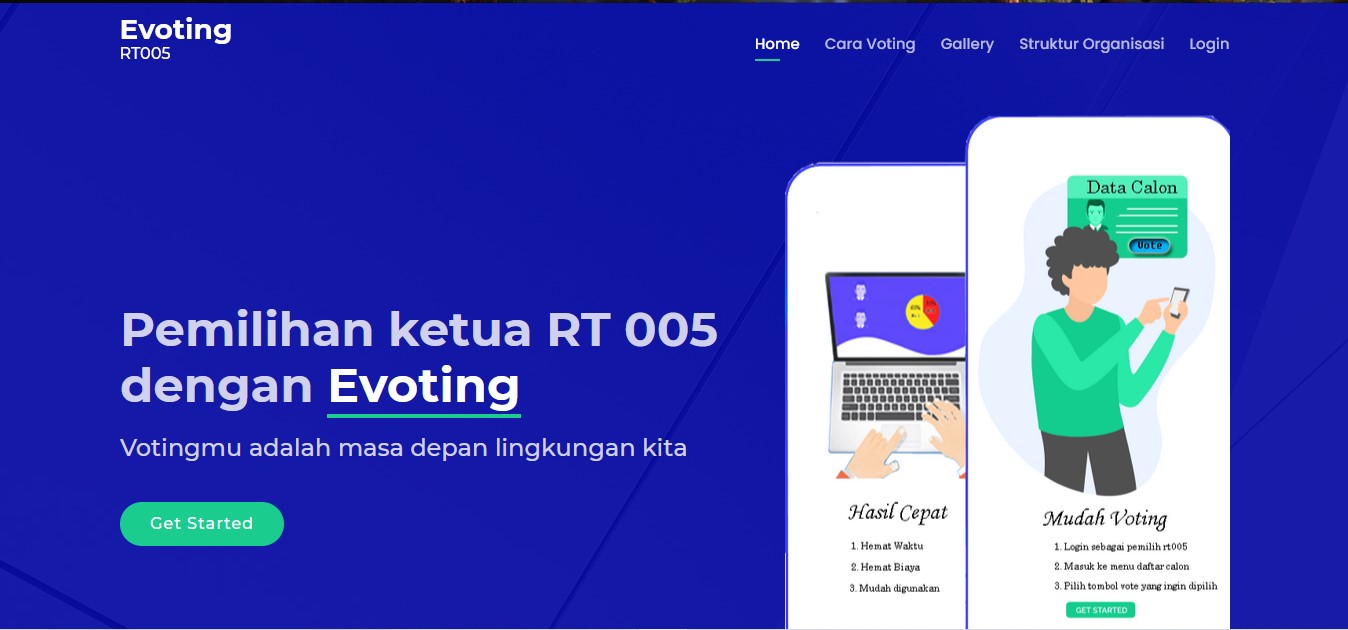 Evoting
RT005
Home Cara Voting Gallery Struktur Organisasi Login
Pemilihan ketua RT 005
dengan Evoting
Votingmu adalah masa depan lingkungan kita
Get Started
Hasil Cepat
1. Hemat Waktu
2. Hemat Biaya
3. Mudah digunakan
Data Calon
Vote
Mudah Voting
1. Login sebagai pemilih rt005
2. Masuk ke menu daftar calon
3. Pilih tombol vote yang ingin dipilih
GET STARTED